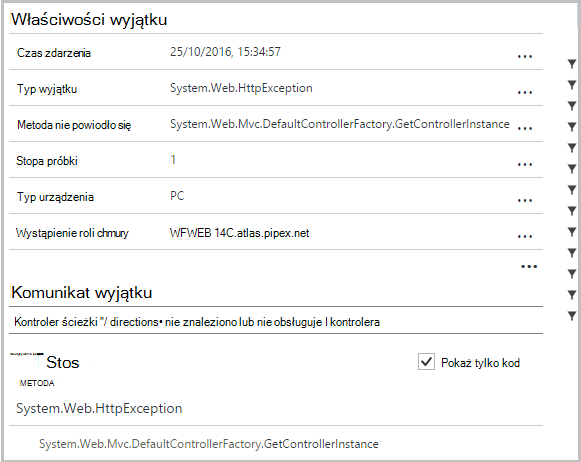 Właściwości wyjątku
Czas zdarzenia 25/10/2016, 15:34:57 ...
Typ wyjątku System.Web.HttpException ...
Metoda nie powiodło się System.Web.Mvc.DefaultControllerFactory.GetControllerInstance ...
Stopa próbki 1 ...
Typ urządzenia PC ...
Wystąpienie roli chmury WFWEB 14C.atlas.pipex.net ...
...
Komunikat wyjątku
Kontroler ścieżki "/ directions• nie znaleziono lub nie obsługuje I kontrolera
Stos Pokaż tylko kod
METODA
System.Web.HttpException
System.Web.Mvc.DefaultControllerFactory.GetControllerInstance